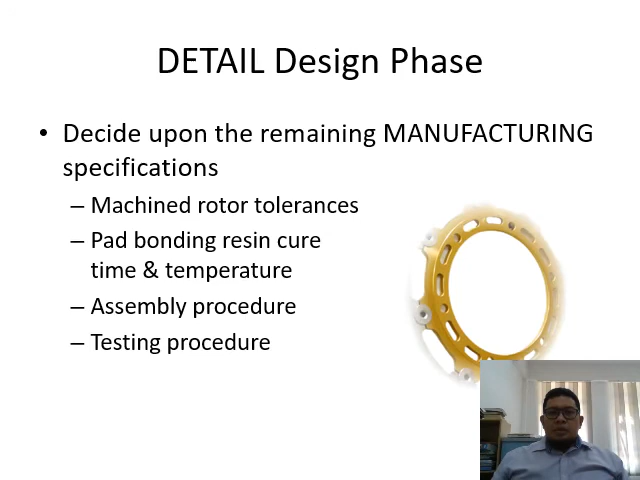 DETAIL Design Phase
• Decide upon the remaining MANUFACTURING
specifications
– Machined rotor tolerances
– Pad bonding resin cure
time & temperature
– Assembly procedure
– Testing procedure